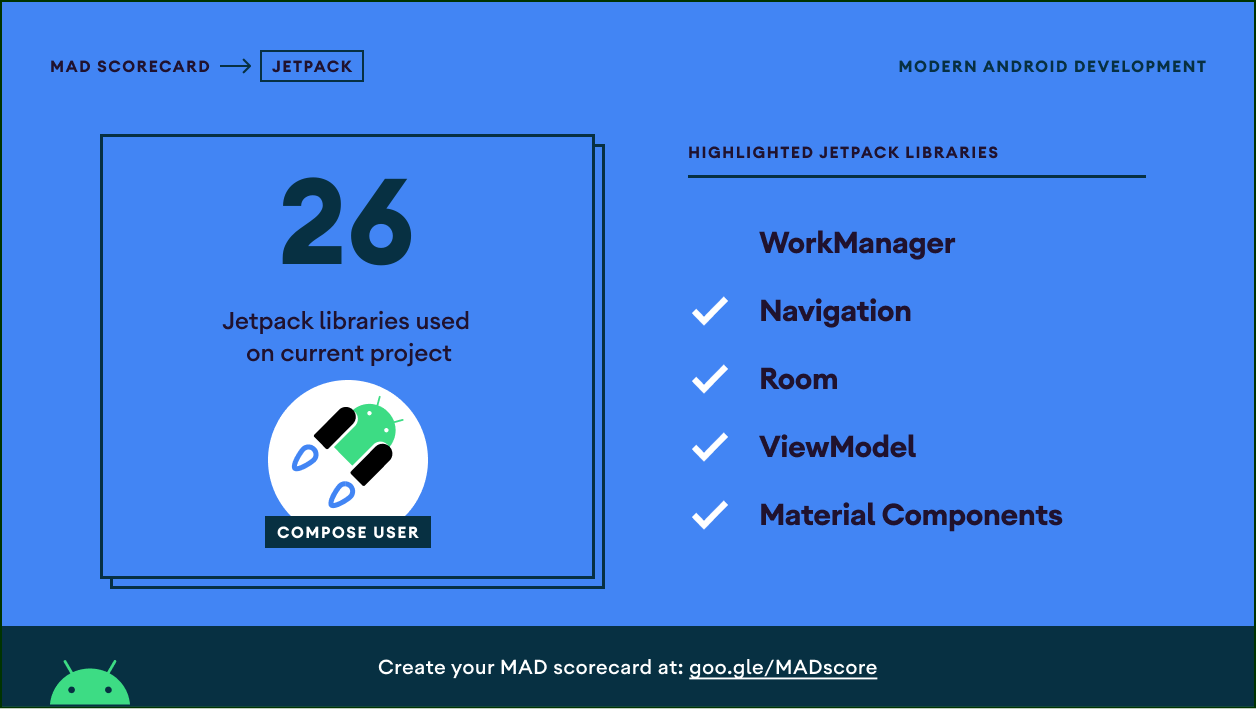 MAD SCORECARD → JETPACK
MODERN ANDROID DEVELOPMENT
26
Jetpack libraries used
on current project
COMPOSE USER
HIGHLIGHTED JETPACK LIBRARIES
WorkManager
Navigation
Room
ViewModel
Material Components
Create your MAD scorecard at: goo.gle/MADscore